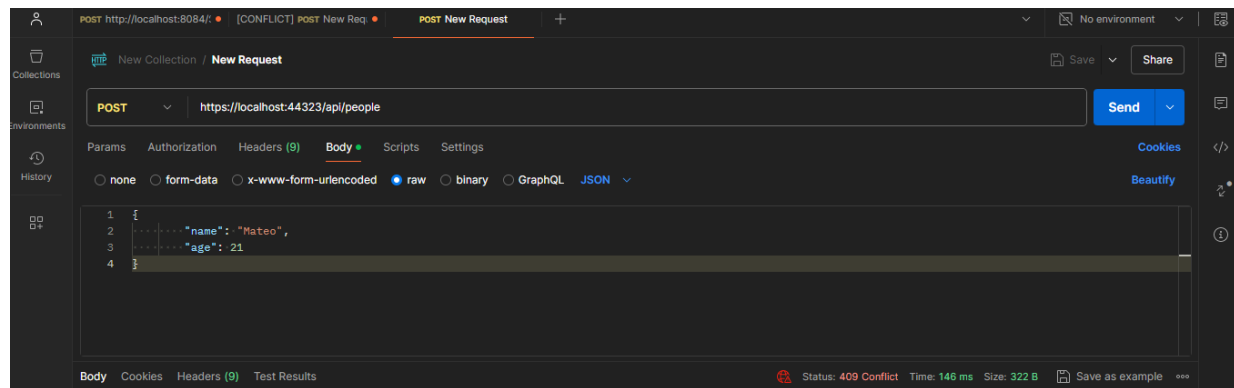 POST http://localhost:8084/:
[CONFLICT] POST New Req
POST New Request
No environment
Collections
New Collection / New Request
Save
Share
Environments
POST
https://localhost:44323/api/people
Send
Params Authorization Headers (9) Body Scripts Settings
Cookies
History
none form-data x-www-form-urlencoded raw binary GraphQL JSON
Beautify
1 {
2 "name": "Mateo",
3 "age": 21
4 }
Body Cookies Headers (9) Test Results
Status: 409 Conflict Time: 146 ms Size: 322 B
Save as example